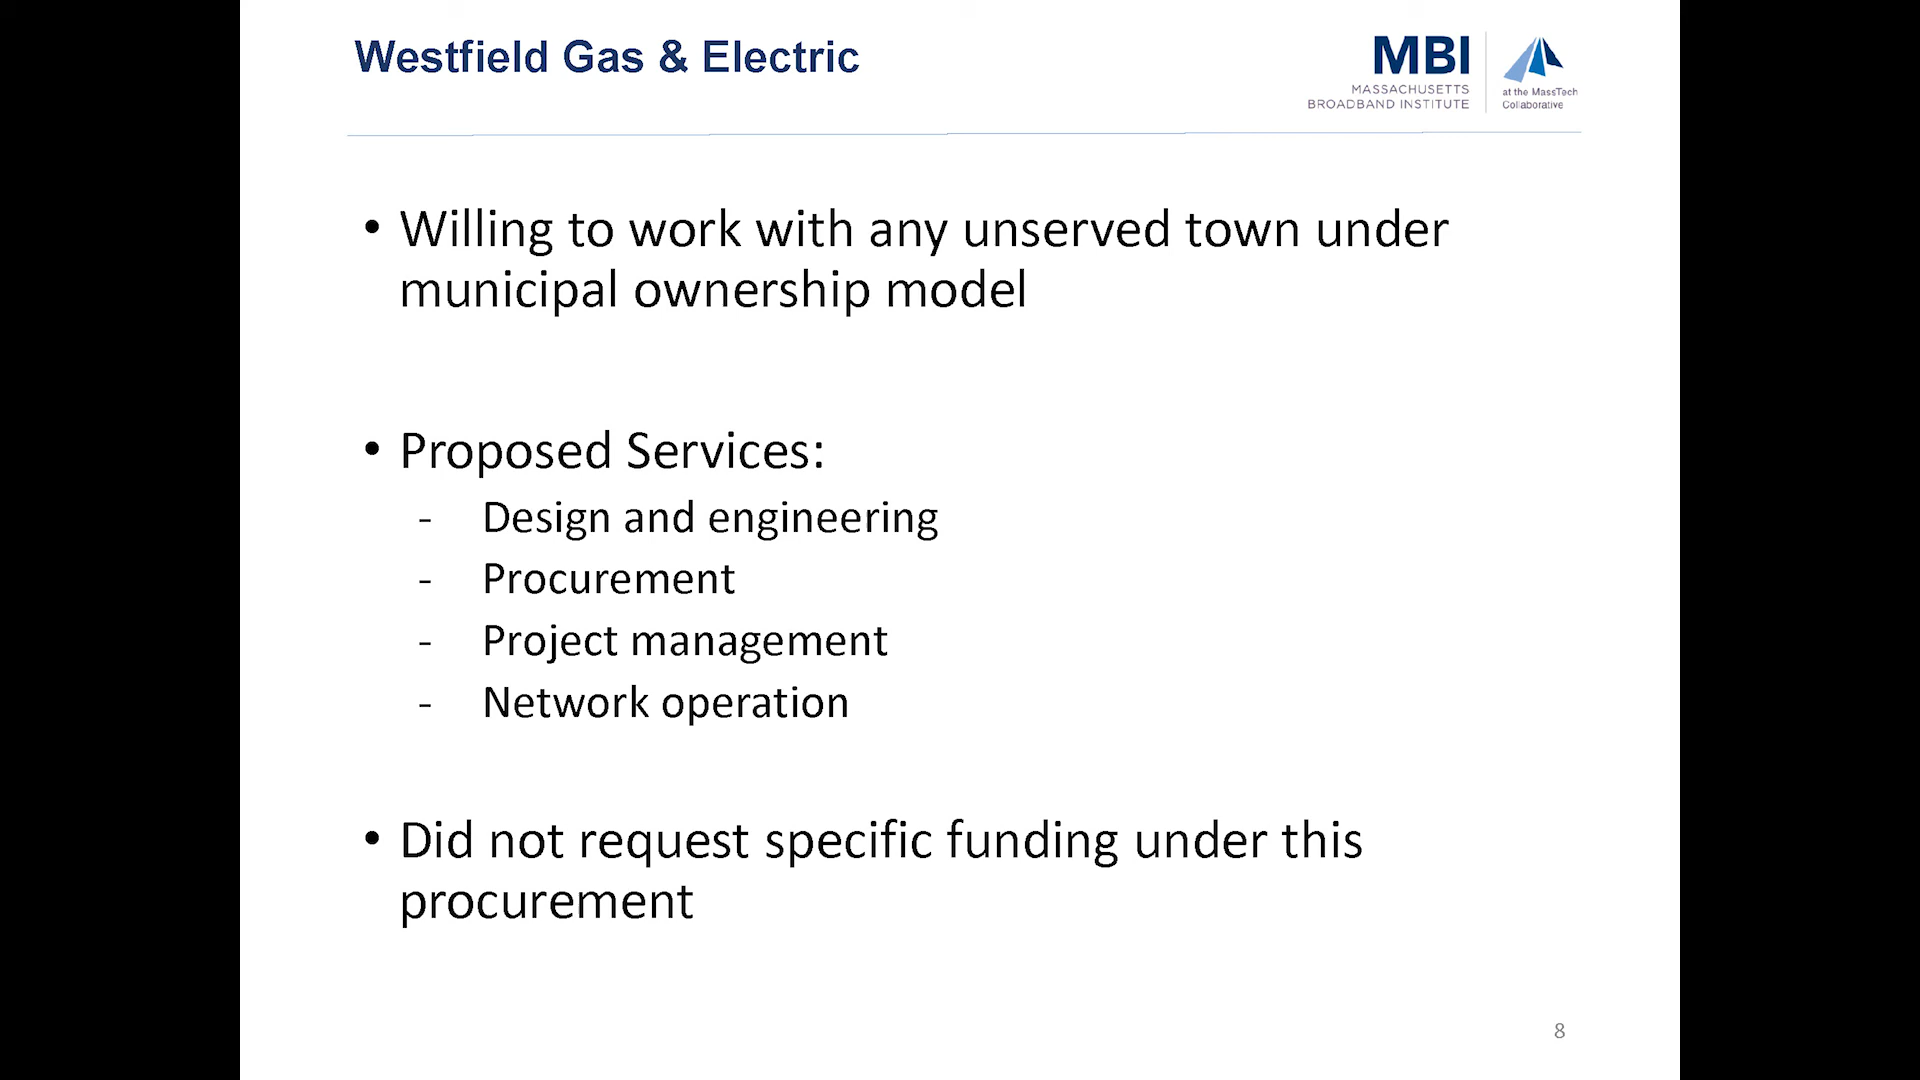 Westfield Gas & Electric
MBI
MASSACHUSETTS
BROADBAND INSTITUTE
at the MassTech
Collaborative
• Willing to work with any unserved town under
municipal ownership model
• Proposed Services:
- Design and engineering
- Procurement
- Project management
- Network operation
• Did not request specific funding under this
procurement
8